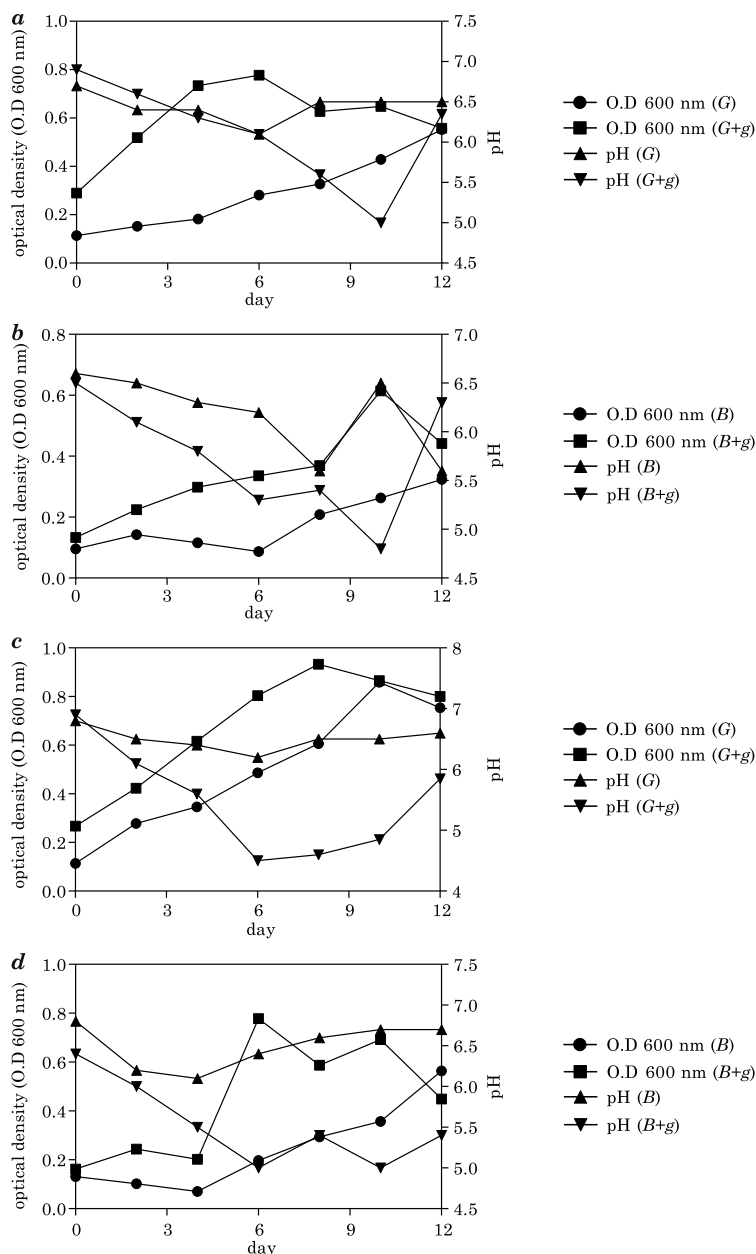 a
optical density (O.D 600 nm)
1.0
0.8
0.6
0.4
0.2
0.0
7.5
7.0
6.5
6.0
5.5
5.0
4.5
pH
0 3 6 9 12
day
O.D 600 nm (G)
O.D 600 nm (G+g)
pH (G)
pH (G+g)
b
optical density (O.D 600 nm)
0.8
0.6
0.4
0.2
0.0
7.0
6.5
6.0
5.5
5.0
4.5
pH
0 3 6 9 12
day
O.D 600 nm (B)
O.D 600 nm (B+g)
pH (B)
pH (B+g)
c
optical density (O.D 600 nm)
1.0
0.8
0.6
0.4
0.2
0.0
8
7
6
5
4
pH
0 3 6 9 12
day
O.D 600 nm (G)
O.D 600 nm (G+g)
pH (G)
pH (G+g)
d
optical density (O.D 600 nm)
1.0
0.8
0.6
0.4
0.2
0.0
7.5
7.0
6.5
6.0
5.5
5.0
4.5
pH
0 3 6 9 12
day
O.D 600 nm (B)
O.D 600 nm (B+g)
pH (B)
pH (B+g)